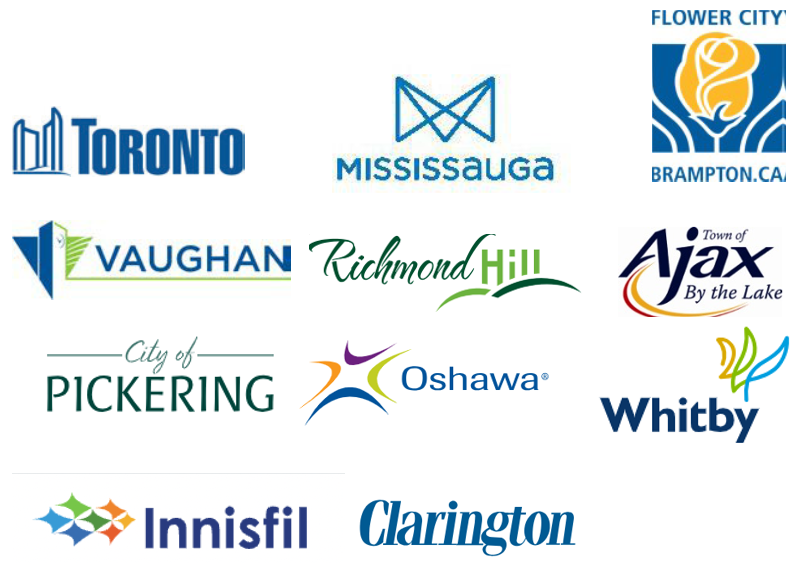 FLOWER CITY
BRAMPTON.CA
TORONTO
MISSISSAUGA
VAUGHAN
Richmond Hill
Town of
Ajax
By the Lake
City of
PICKERING
Oshawa®
Whitby
Innisfil
Clarington